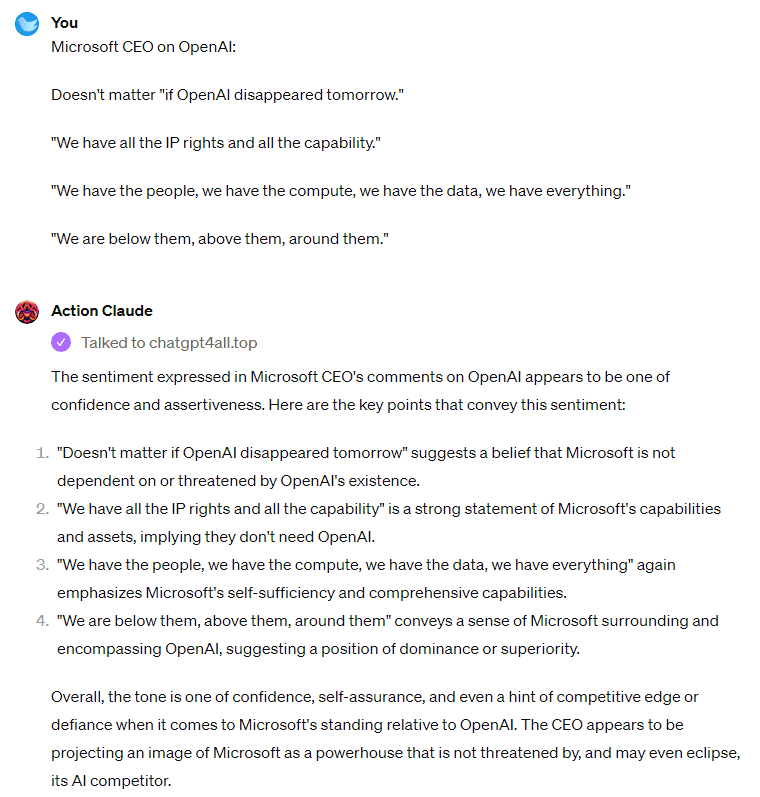 You
Microsoft CEO on OpenAI:
Doesn't matter "if OpenAI disappeared tomorrow."
"We have all the IP rights and all the capability."
"We have the people, we have the compute, we have the data, we have everything."
"We are below them, above them, around them."
Action Claude
Talked to chatgpt4all.top
The sentiment expressed in Microsoft CEO's comments on OpenAI appears to be one of
confidence and assertiveness. Here are the key points that convey this sentiment:
1. "Doesn't matter if OpenAI disappeared tomorrow" suggests a belief that Microsoft is not
dependent on or threatened by OpenAI's existence.
2. "We have all the IP rights and all the capability" is a strong statement of Microsoft's capabilities
and assets, implying they don't need OpenAI.
3. "We have the people, we have the compute, we have the data, we have everything" again
emphasizes Microsoft's self-sufficiency and comprehensive capabilities.
4. "We are below them, above them, around them" conveys a sense of Microsoft surrounding and
encompassing OpenAI, suggesting a position of dominance or superiority.
Overall, the tone is one of confidence, self-assurance, and even a hint of competitive edge or
defiance when it comes to Microsoft's standing relative to OpenAI. The CEO appears to be
projecting an image of Microsoft as a powerhouse that is not threatened by, and may even eclipse,
its AI competitor.